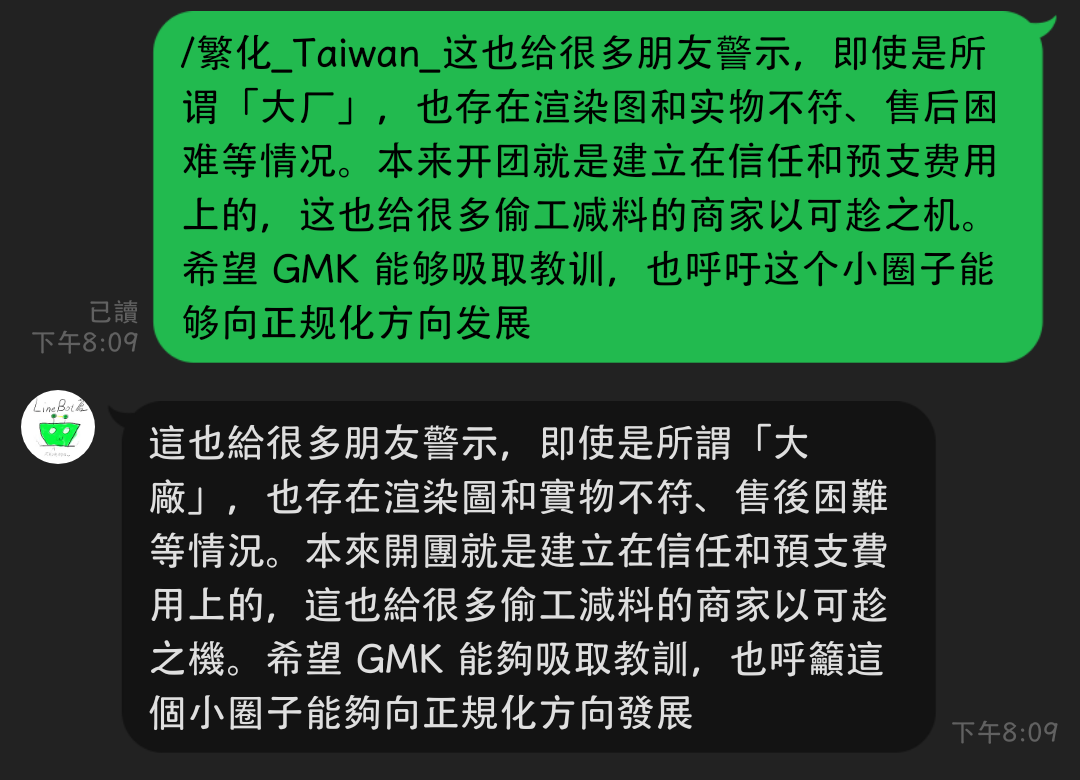 /繁化_Taiwan_这也给很多朋友警示，即使是所
谓「大厂」，也存在渲染图和实物不符、售后困
难等情况。本来开团就是建立在信任和预支费用
上的，这也给很多偷工减料的商家以可趁之机。
希望 GMK 能够吸取教训，也呼吁这个小圈子能
够向正规化方向发展
已讀
下午8:09
LineBot
這也給很多朋友警示，即使是所謂「大
廠」，也存在渲染圖和實物不符、售後困難
等情況。本來開團就是建立在信任和預支費
用上的，這也給很多偷工減料的商家以可趁
之機。希望 GMK 能夠吸取教訓，也呼籲這
個小圈子能夠向正規化方向發展
下午8:09